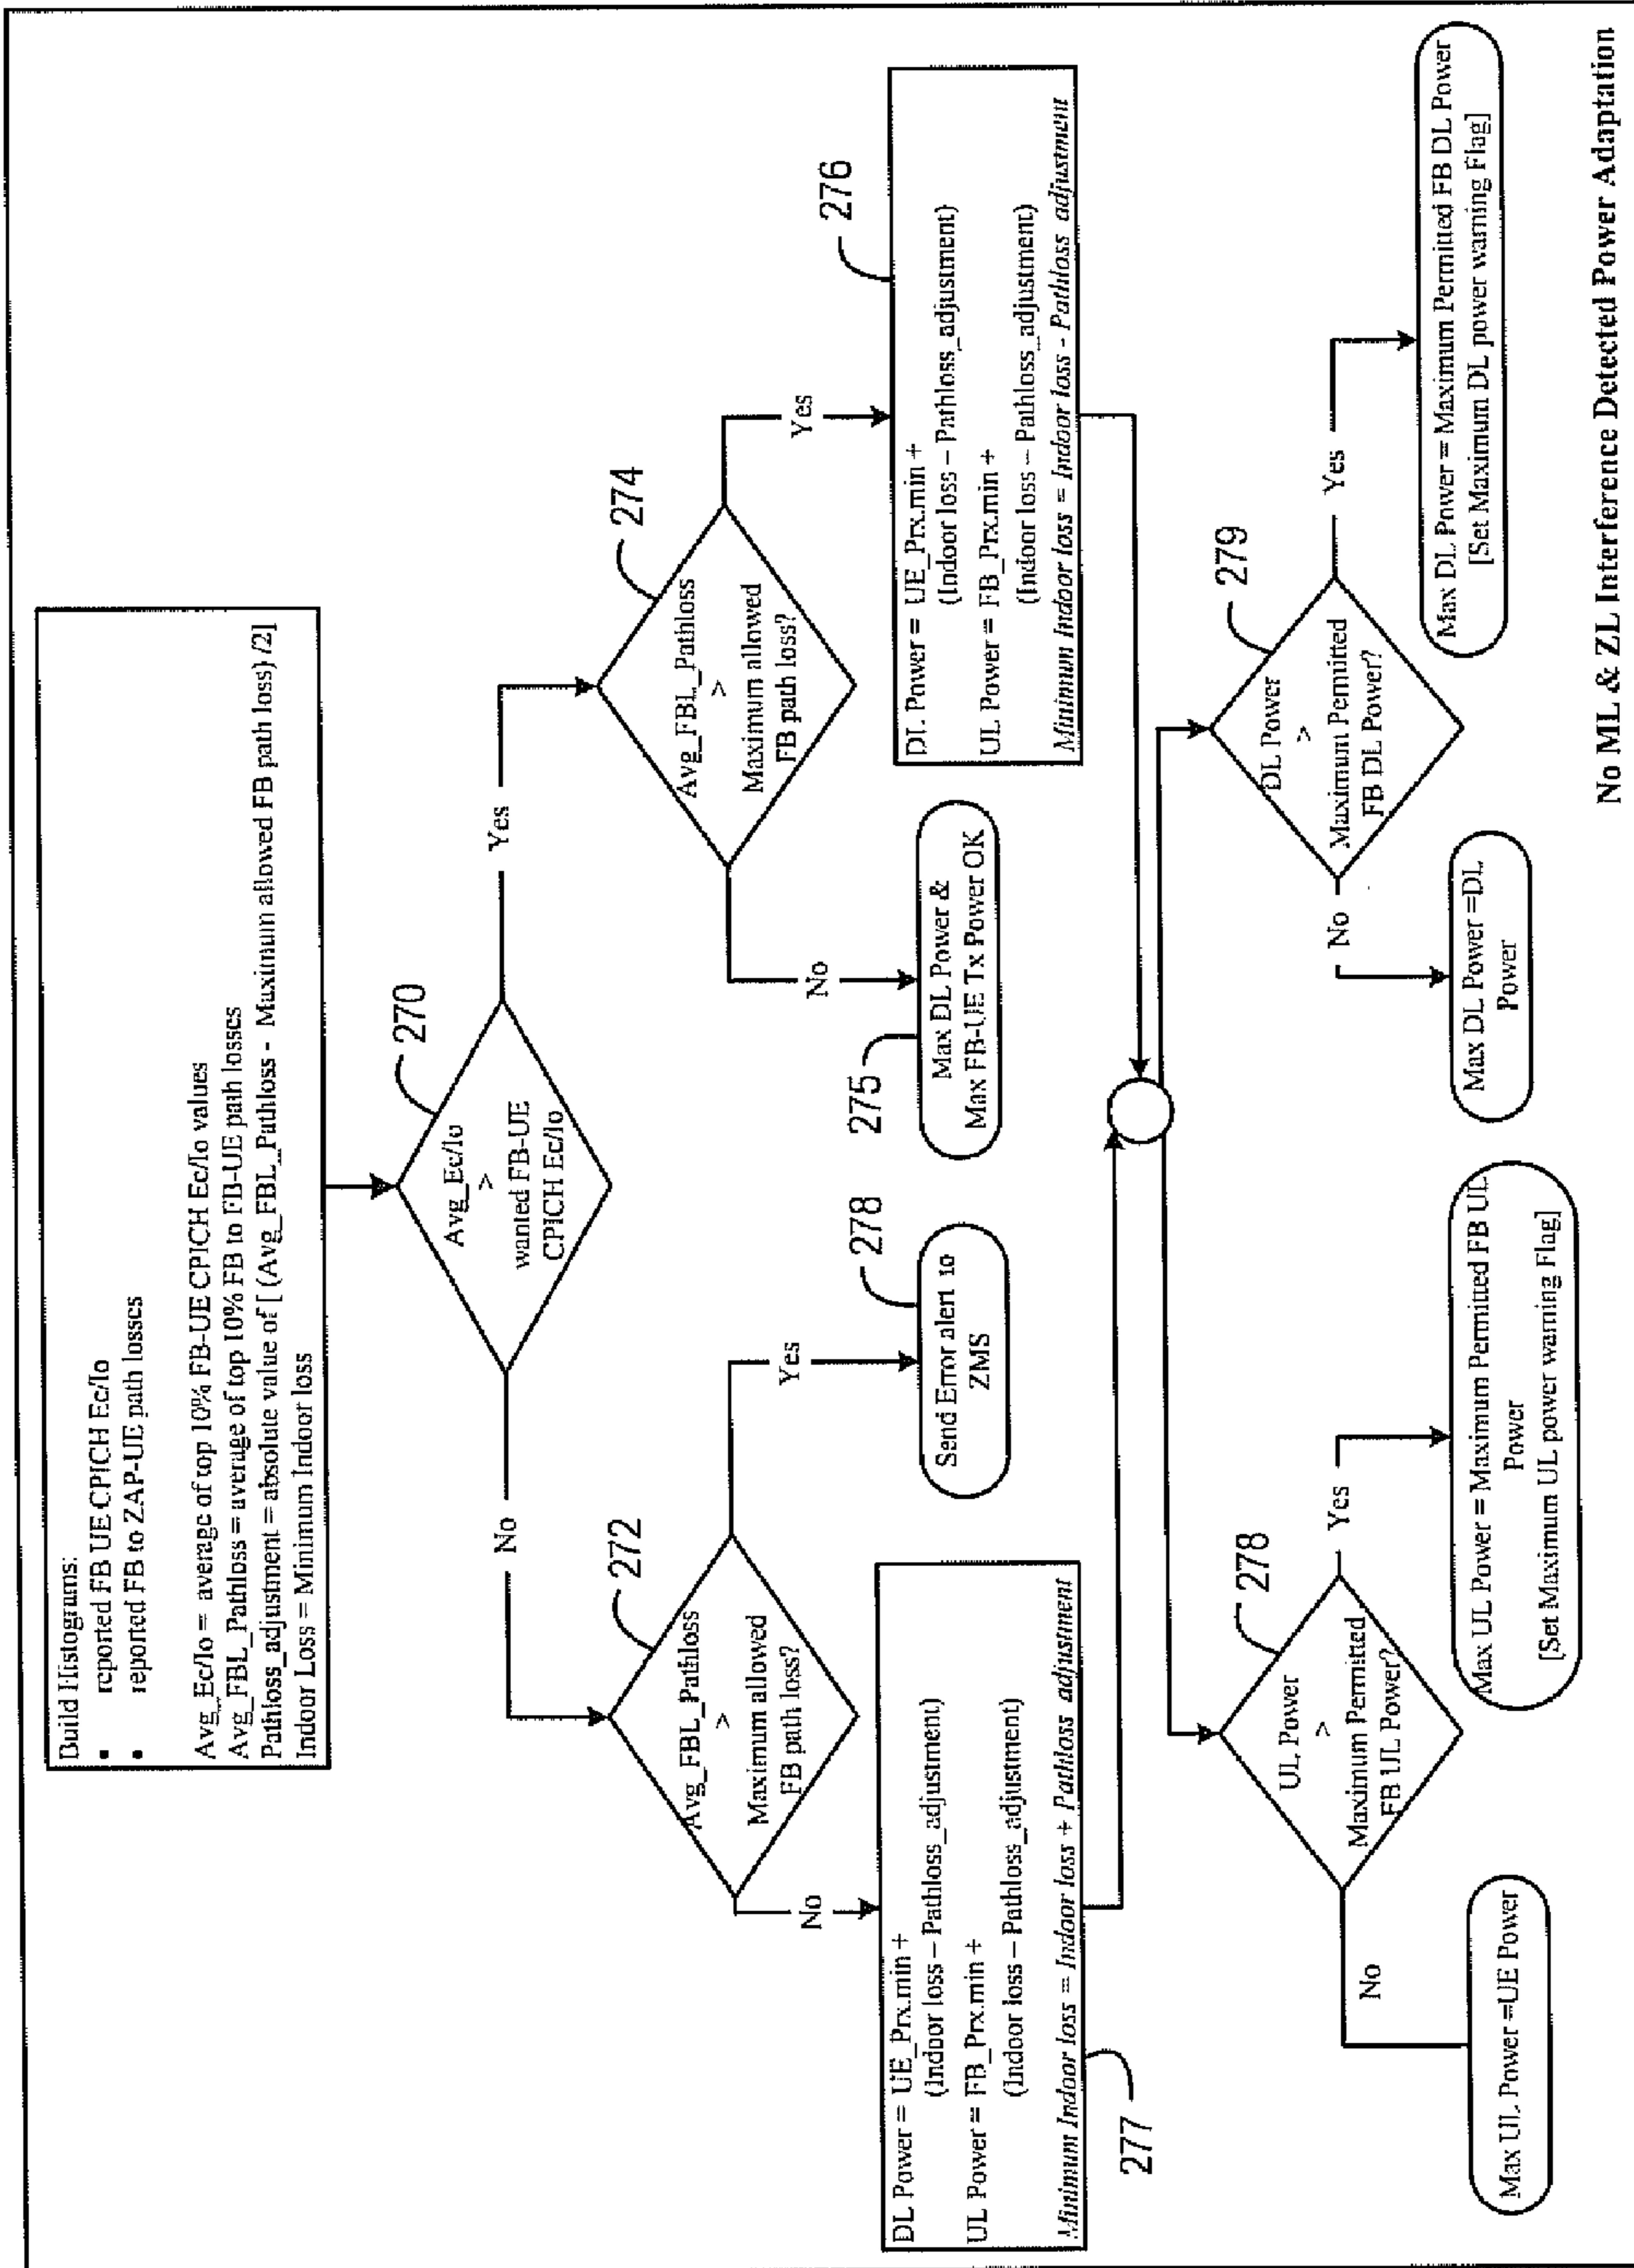 Build Histograms:
▪ reported FB UE CPICH Ec/Io
▪ reported FB to ZAP-UE path losses
Avg_Ec/Io = average of top 10% FB-UE CPICH Ec/Io values
Avg_FBL_Pathloss = average of top 10% FB to FB-UE path losses
Pathloss_adjustment = absolute value of [ (Avg_FBL_Pathloss - Maximum allowed FB path loss) /2]
Indoor Loss = Minimum Indoor loss
270
Avg_Ec/Io
>
wanted FB-UE
CPICH Ec/Io
No
Yes
272
Avg_FBL_Pathloss
>
Maximum allowed
FB path loss?
274
Avg_FBL_Pathloss
>
Maximum allowed
FB path loss?
No
Yes
No
Yes
DL Power = UE_Prx.min +
(Indoor loss – Pathloss_adjustment)
UL Power = FB_Prx.min +
(Indoor loss – Pathloss_adjustment)
Minimum Indoor loss = Indoor loss + Pathloss adjustment
277
278
Send Error alert to
ZMS
275
Max DL Power &
Max FB-UE Tx Power OK
276
DL Power = UE_Prx.min +
(Indoor loss – Pathloss_adjustment)
UL Power = FB_Prx.min +
(Indoor loss – Pathloss_adjustment)
Minimum Indoor loss = Indoor loss - Pathloss adjustment
278
UL Power
>
Maximum Permitted
FB UL Power?
279
DL Power
>
Maximum Permitted
FB DL Power?
No
Yes
No
Yes
Max UL Power =UE Power
Max UL Power = Maximum Permitted FB UL
Power
[Set Maximum UL power warning Flag]
Max DL Power =DL
Power
Max DL Power = Maximum Permitted FB DL Power
[Set Maximum DL power warning Flag]
No ML & ZL Interference Detected Power Adaptation